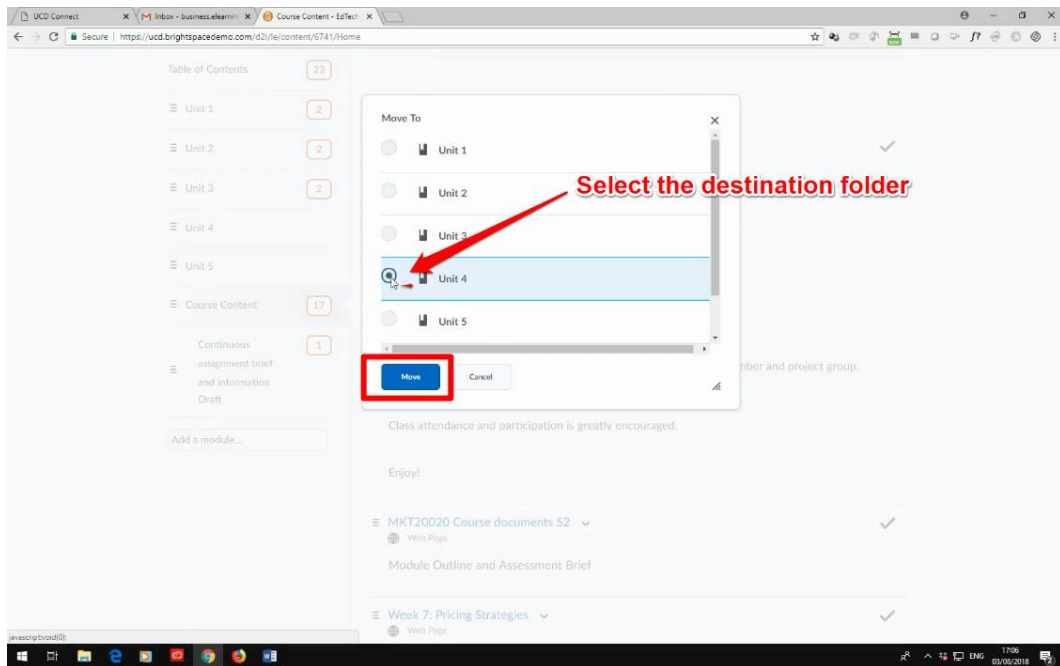 UCD Connect
Inbox - business.elearnin
Course Content - EdTech
Secure | https://ucd.brightspacedemo.com/d2l/le/content/6741/Home
f?
Table of Contents 23
Unit 1 2
Unit 2 2
Unit 3 2
Unit 4
Unit 5
Course Content 17
Continuous 1
assignment brief
and information
Draft
Add a module...
Move To
Unit 1
Unit 2
Unit 3
Unit 4
Unit 5
Select the destination folder
Move Cancel
and project group.
Class attendance and participation is greatly encouraged.
Enjoy!
MKT20020 Course documents S2
Web Page
Module Outline and Assessment Brief
Week 7: Pricing Strategies
Web Page
javascript:void(0);
ENG
17:06
03/08/2018